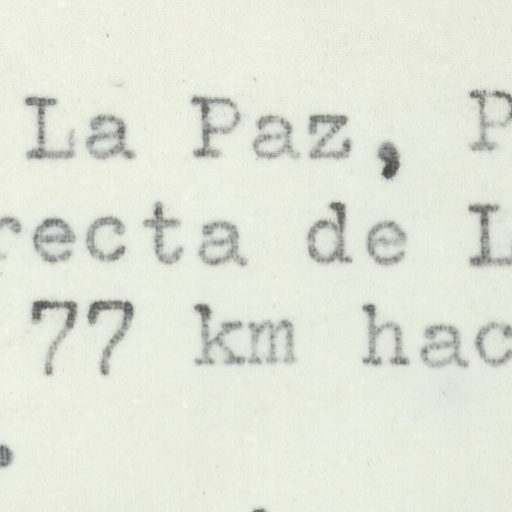 La Paz, P
recta de L
77 km hac
.